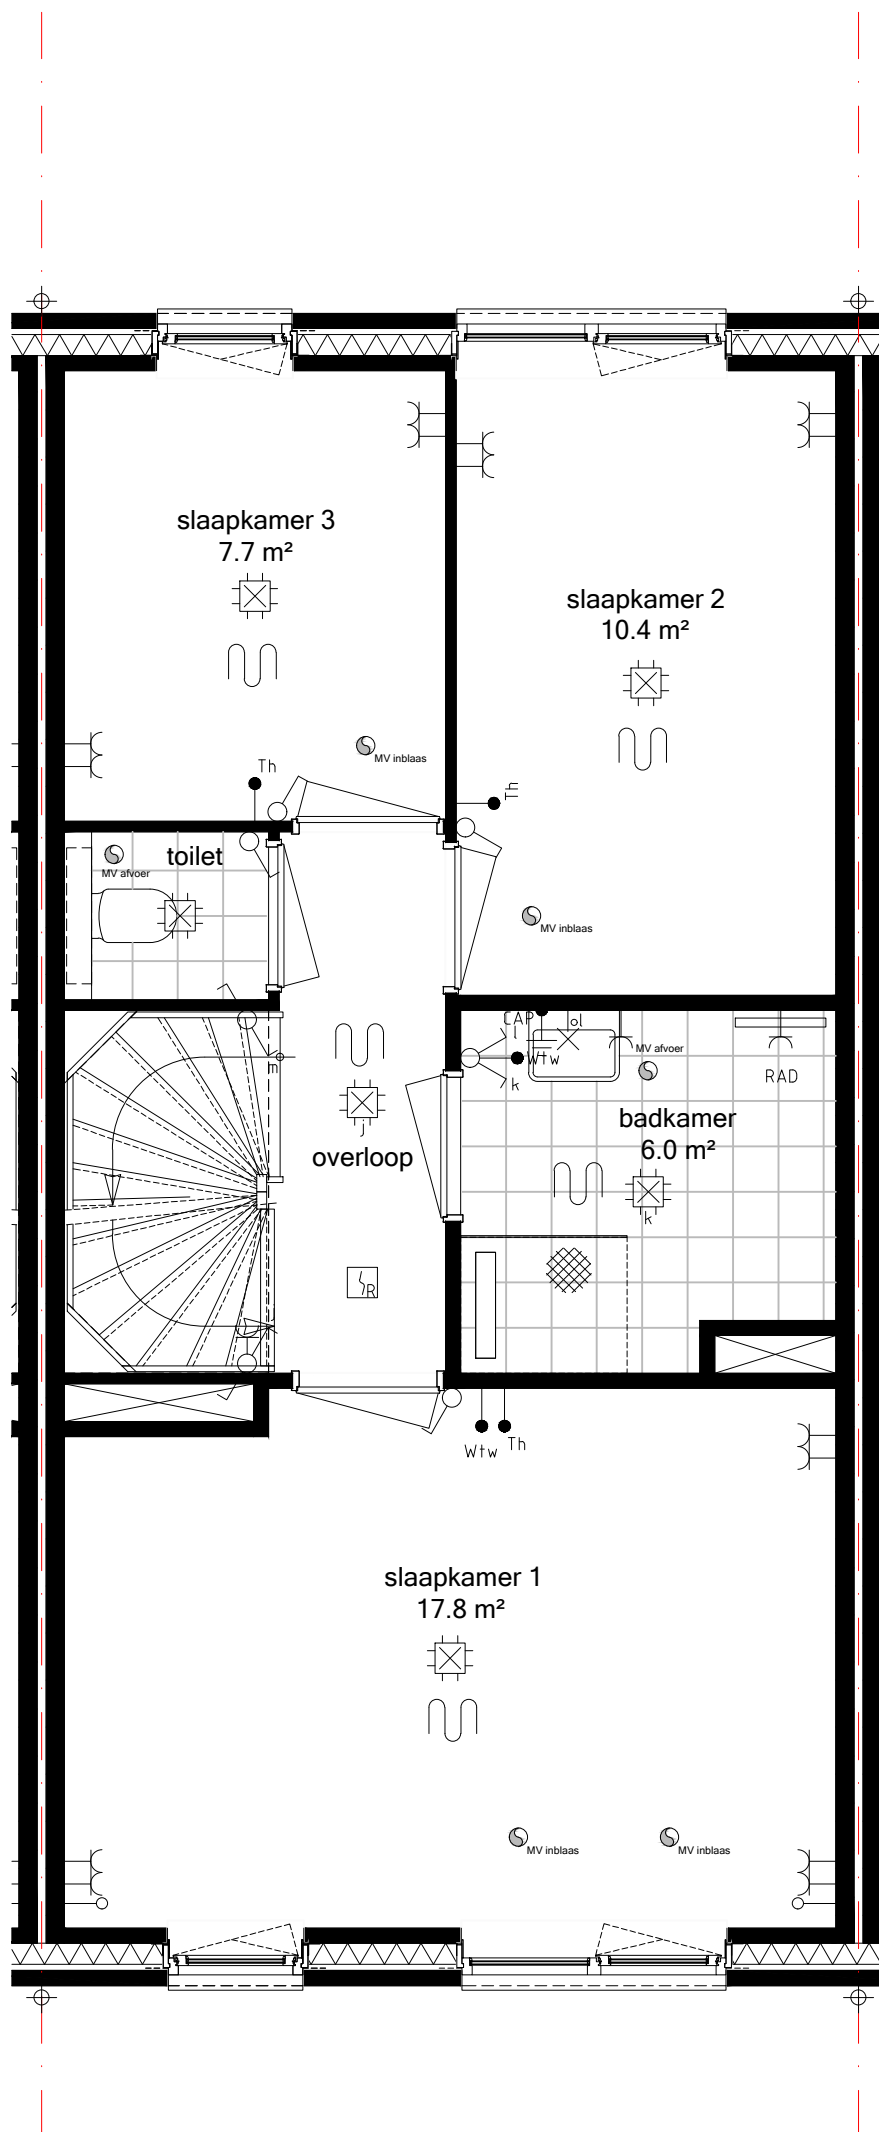 slaapkamer 3
7.7 m²
slaapkamer 2
10.4 m²
MV inblaas
Th
Th
toilet
MV afvoer
MV inblaas
CAP
ol
l
Wtw
k
MV afvoer
RAD
m
j
overloop
badkamer
6.0 m²
k
R
Wtw
Th
slaapkamer 1
17.8 m²
MV inblaas
MV inblaas